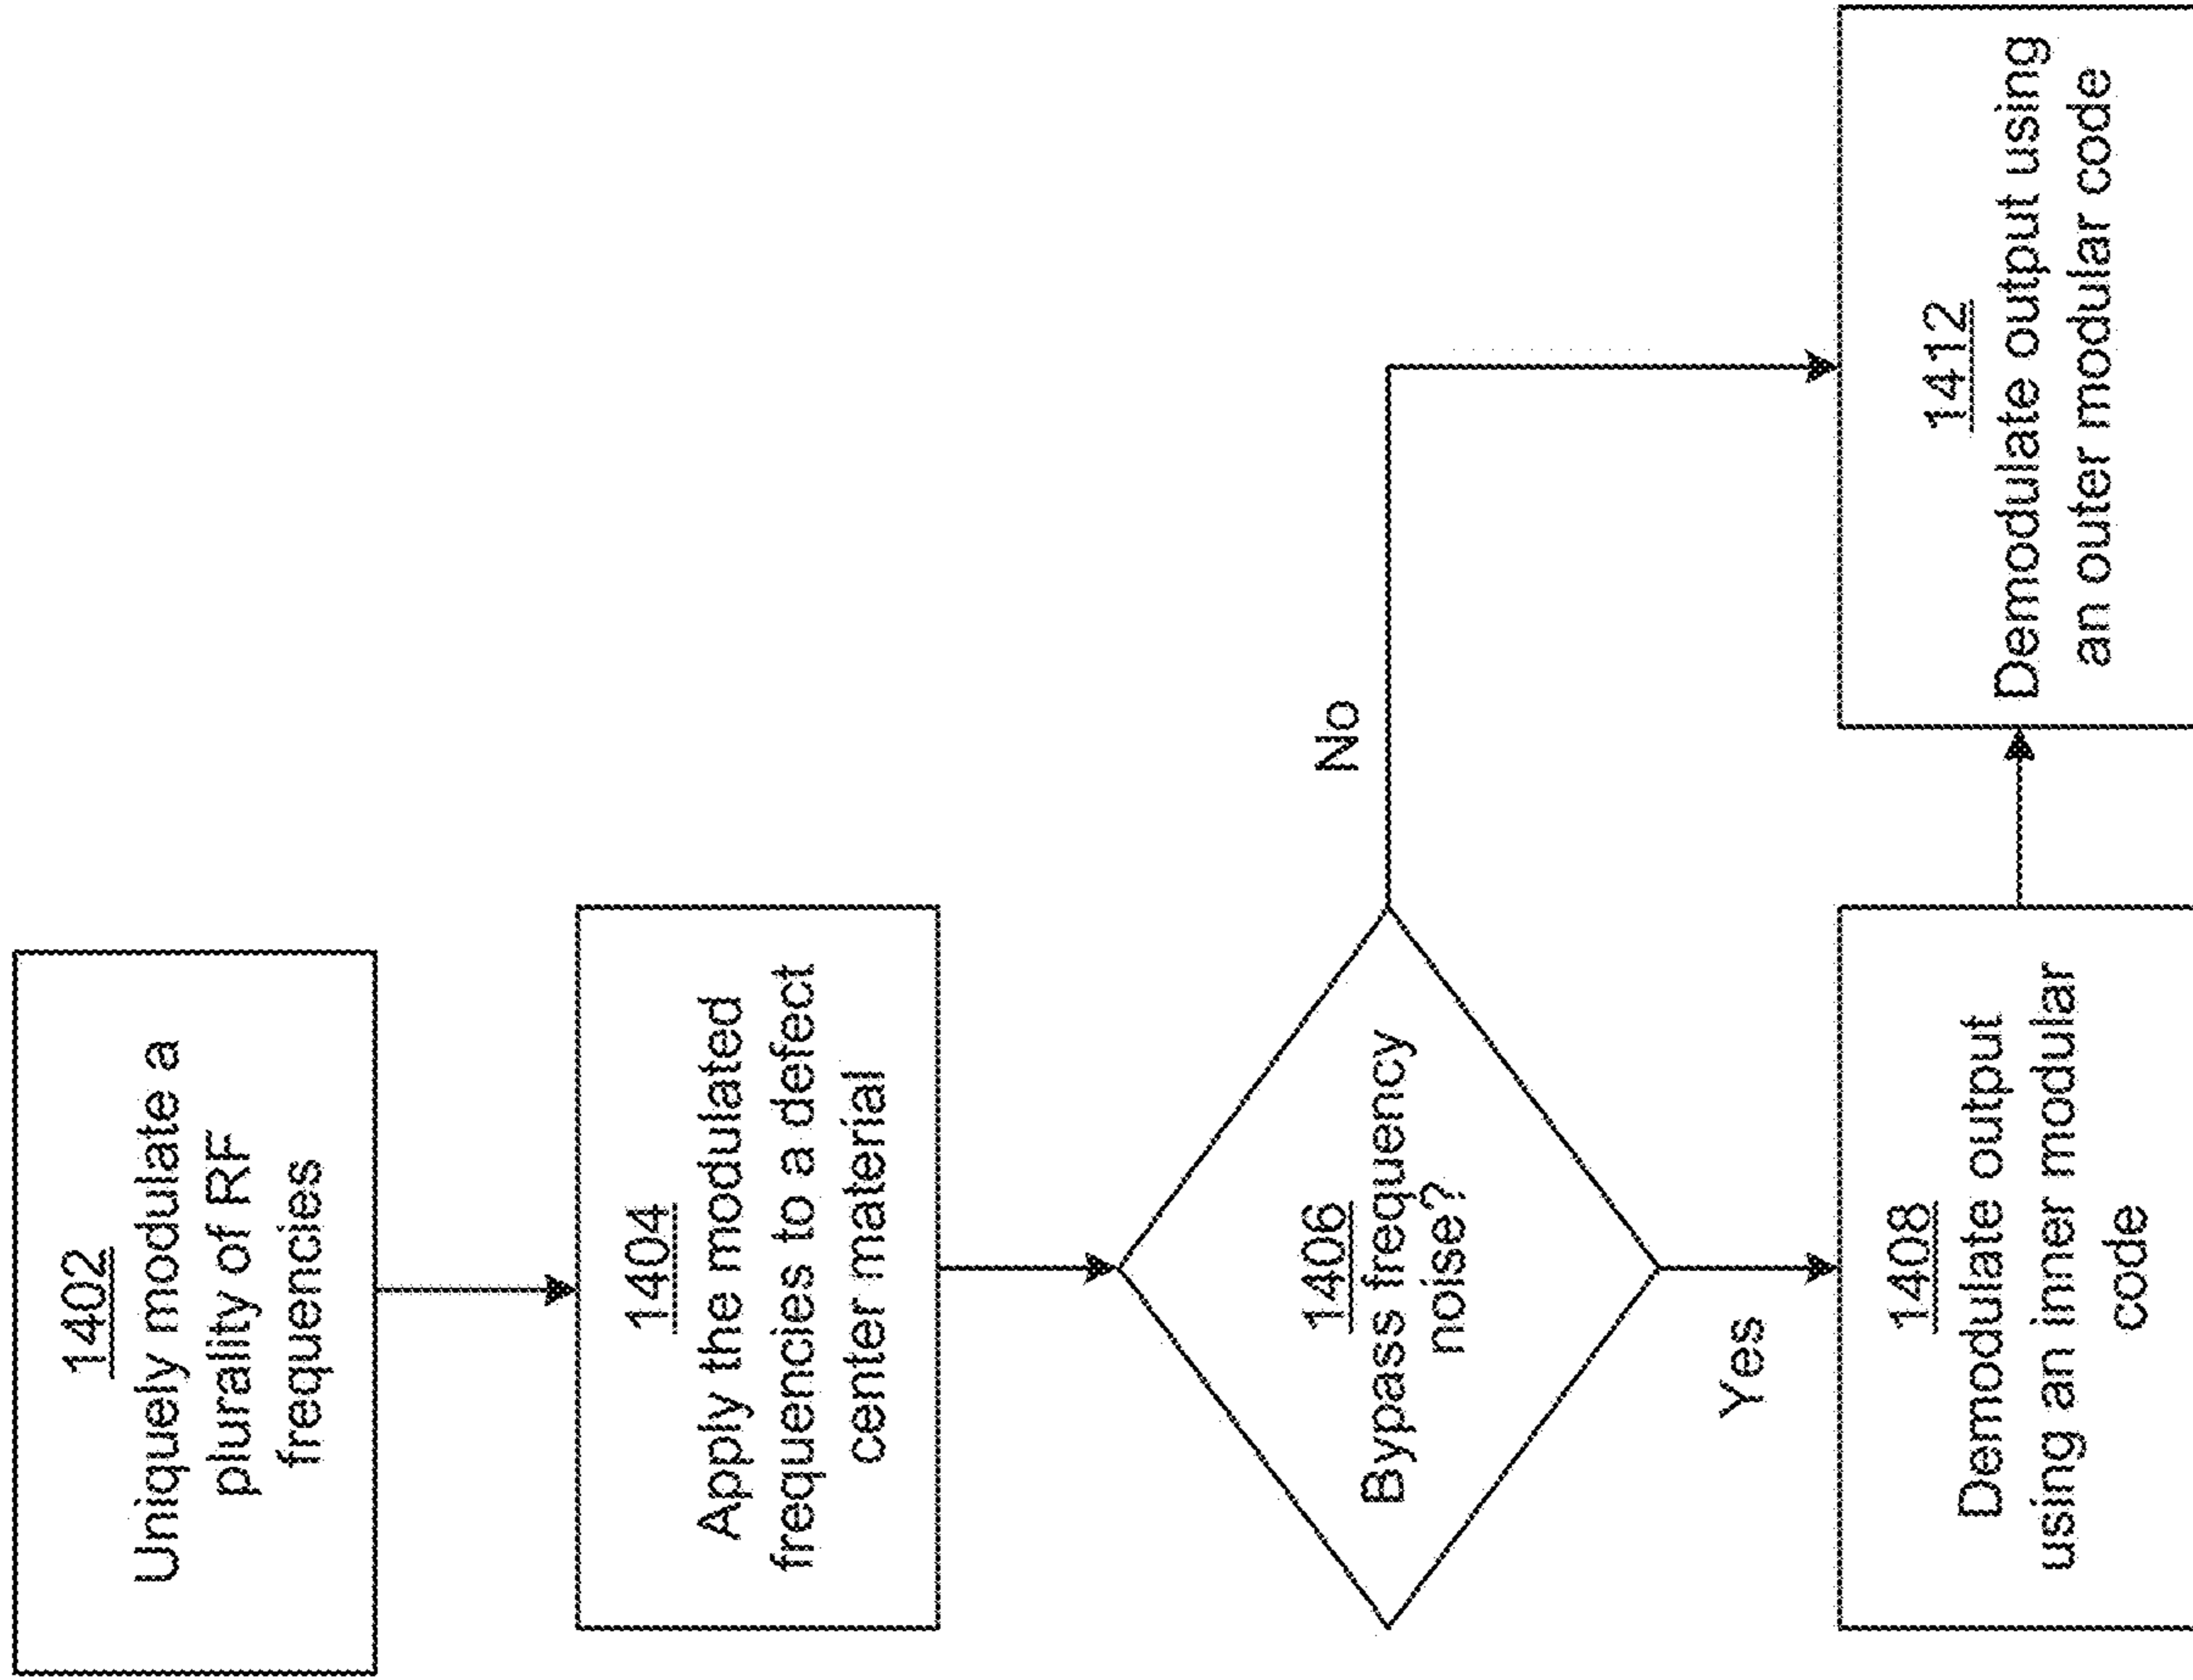 1402
Uniquely modulate a
plurality of RF
frequencies
1404
Apply the modulated
frequencies to a defect
center material
1406
Bypass frequency
noise?
No
Yes
1408
Demodulate output
using an inner modular
code
1412
Demodulate output using
an outer modular code